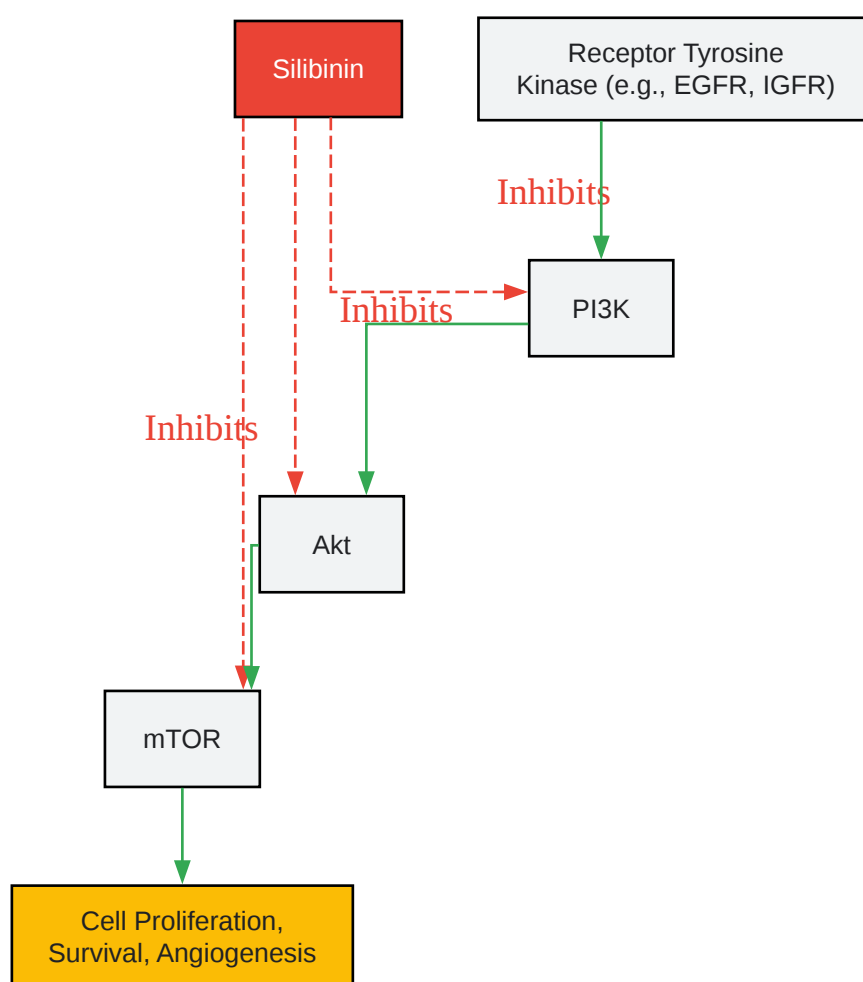 Silibinin
Receptor Tyrosine
Kinase (e.g., EGFR, IGFR)
Inhibits
PI3K
Inhibits
Inhibits
Akt
mTOR
Cell Proliferation,
Survival, Angiogenesis